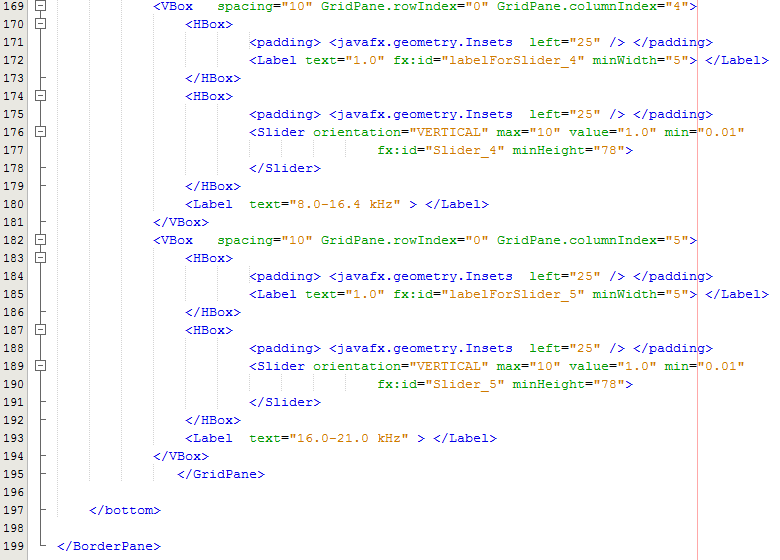 169 <VBox   spacing="10" GridPane.rowIndex="0" GridPane.columnIndex="4">
170 <HBox>
171 <padding> <javafx.geometry.Insets  left="25" /> </padding>
172 <Label text="1.0" fx:id="labelForSlider_4" minWidth="5"> </Label>
173 </HBox>
174 <HBox>
175 <padding> <javafx.geometry.Insets  left="25" /> </padding>
176 <Slider orientation="VERTICAL" max="10" value="1.0" min="0.01"
177 fx:id="Slider_4" minHeight="78">
178 </Slider>
179 </HBox>
180 <Label  text="8.0-16.4 kHz" > </Label>
181 </VBox>
182 <VBox   spacing="10" GridPane.rowIndex="0" GridPane.columnIndex="5">
183 <HBox>
184 <padding> <javafx.geometry.Insets  left="25" /> </padding>
185 <Label text="1.0" fx:id="labelForSlider_5" minWidth="5"> </Label>
186 </HBox>
187 <HBox>
188 <padding> <javafx.geometry.Insets  left="25" /> </padding>
189 <Slider orientation="VERTICAL" max="10" value="1.0" min="0.01"
190 fx:id="Slider_5" minHeight="78">
191 </Slider>
192 </HBox>
193 <Label  text="16.0-21.0 kHz" > </Label>
194 </VBox>
195 </GridPane>
196
197 </bottom>
198
199 </BorderPane>